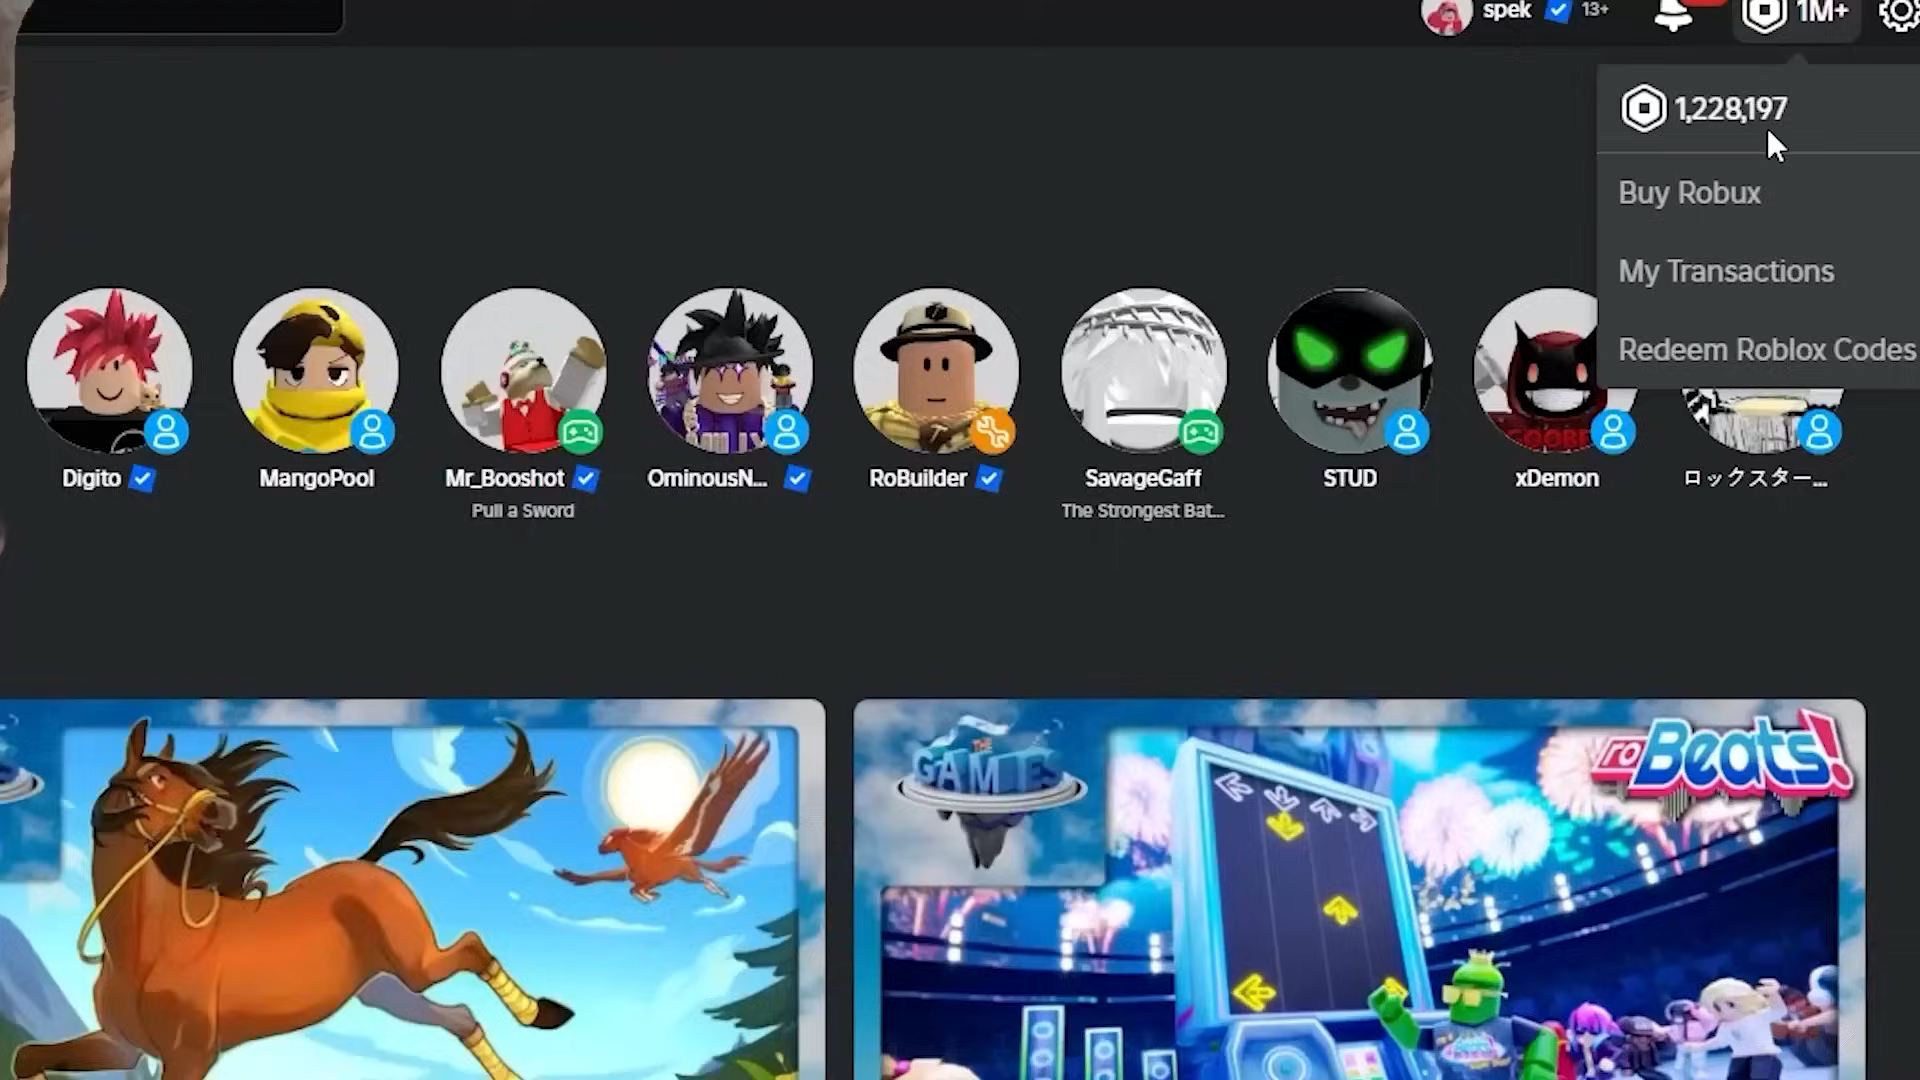 spek 13+ 1M+
1,228,197
Buy Robux
My Transactions
Redeem Roblox Codes
Digito
MangoPool
Mr_Booshot
Pull a Sword
OminousN...
RoBuilder
SavageGaff
The Strongest Bat...
STUD
xDemon
ロックスター...
THE
GAMES
roBeats!